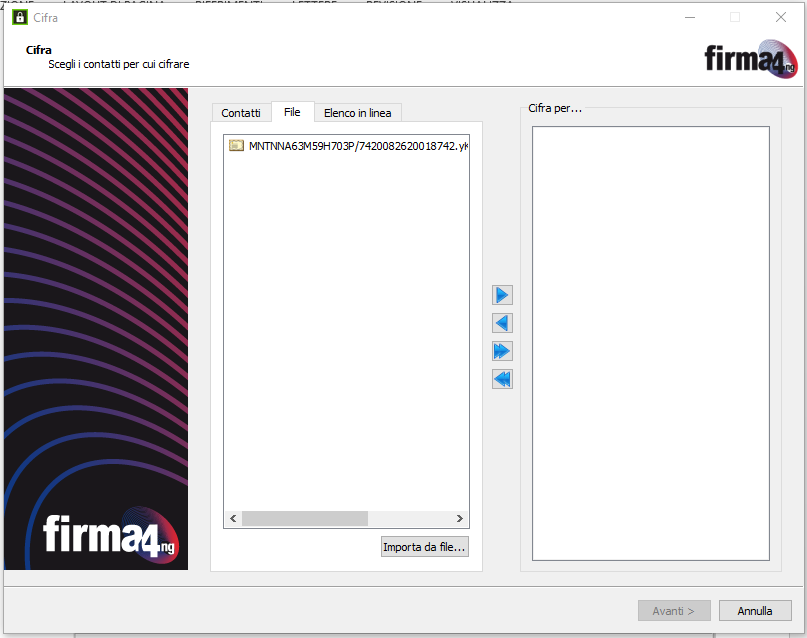 Cifra
Cifra
Scegli i contatti per cui cifrare
firma4ng
Contatti
File
Elenco in linea
MNTNNA63M59H703P/7420082620018742.yK
Importa da file...
Cifra per...
firma4ng
Avanti >
Annulla